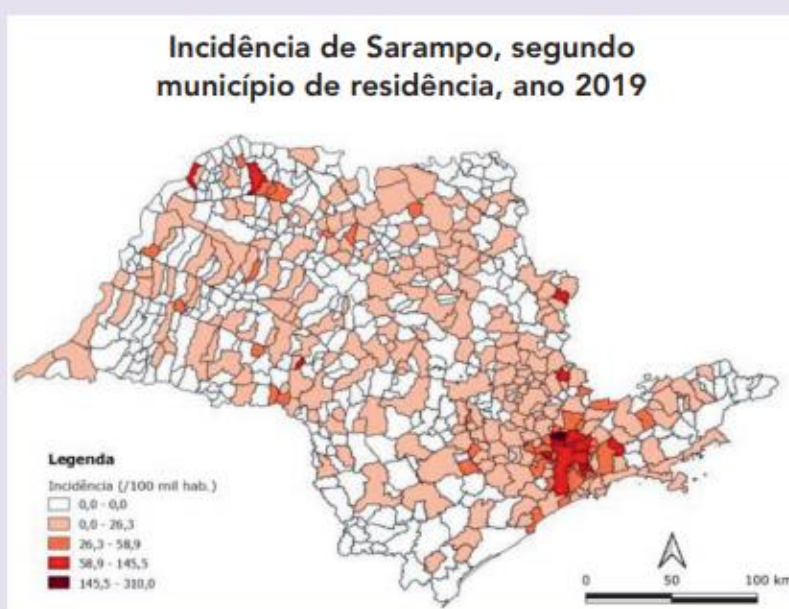 Incidência de Sarampo, segundo
município de residência, ano 2019
Legenda
Incidência (/100 mil hab.)
0,0 - 0,0
0,0 - 26,3
26,3 - 58,9
58,9 - 145,5
145,5 - 310,0
0 50 100 km